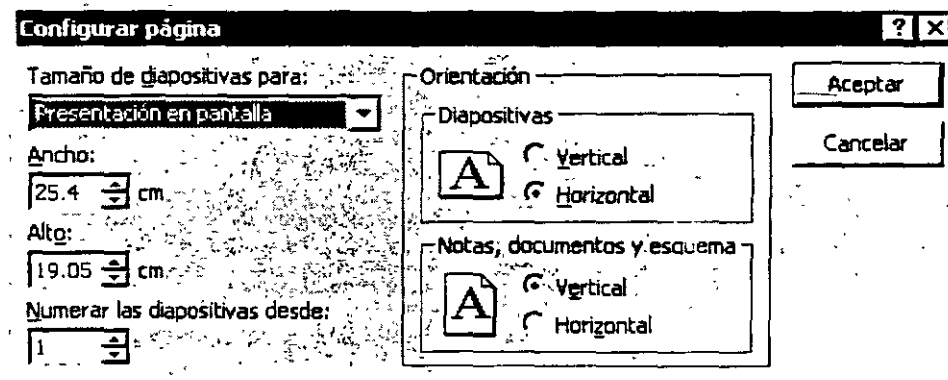 Configurar página
Tamaño de diapositivas para:
Presentación en pantalla
Ancho:
25.4 cm
Alto:
19.05 cm
Numerar las diapositivas desde:
1
Orientación
Diapositivas
A
Vertical
Horizontal
Notas, documentos y esquema
A
Vertical
Horizontal
Aceptar
Cancelar